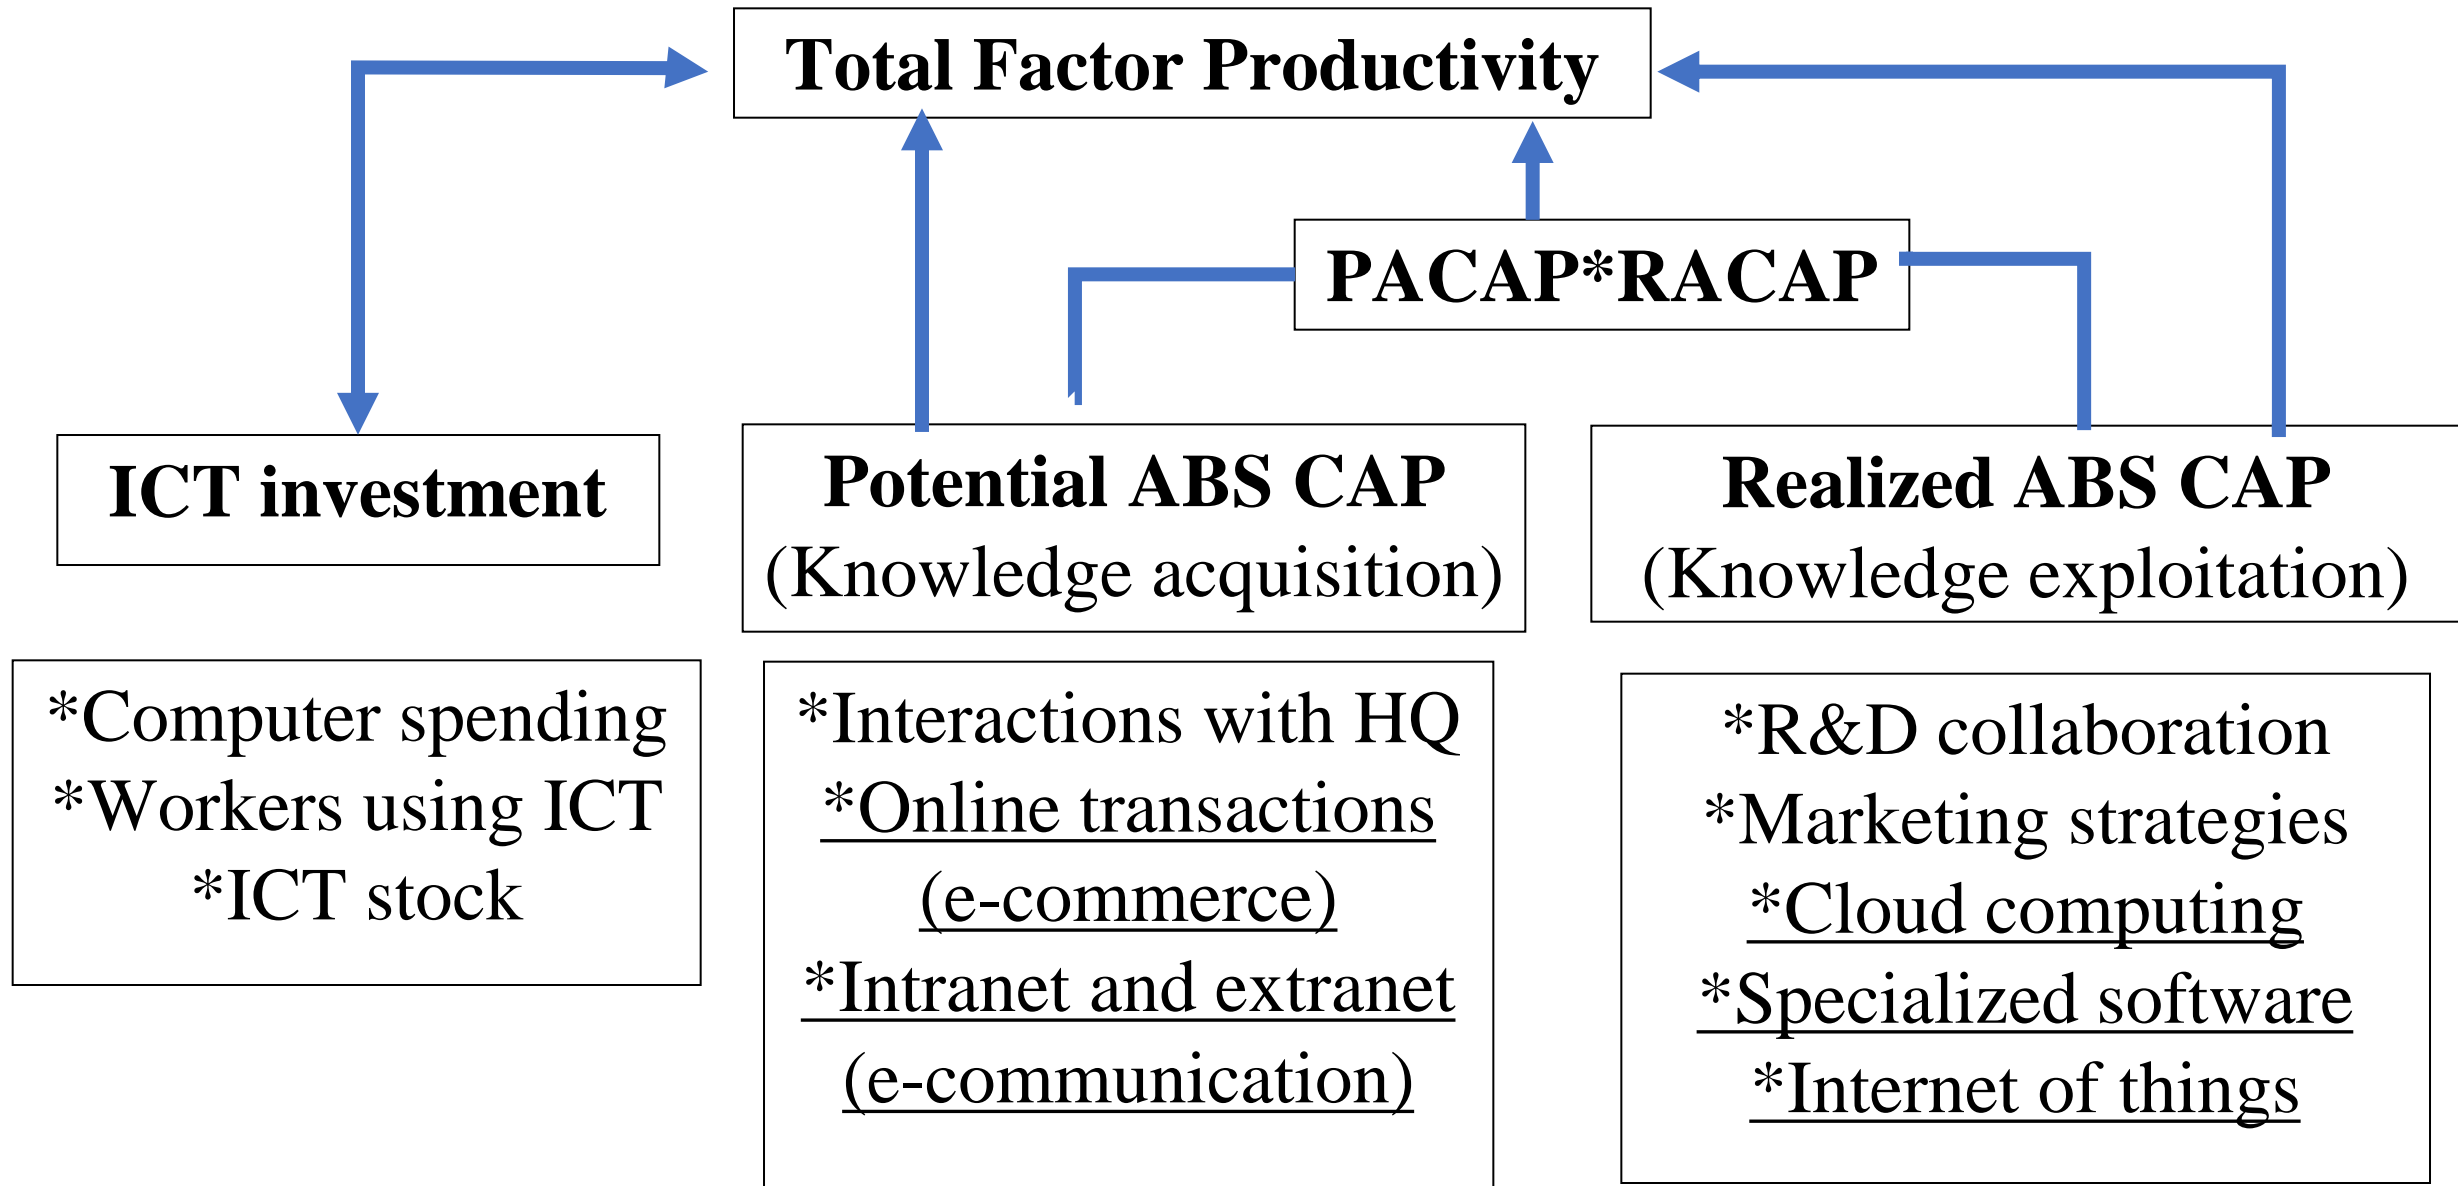 Total Factor Productivity
PACAP*RACAP
ICT investment
Potential ABS CAP
(Knowledge acquisition)
Realized ABS CAP
(Knowledge exploitation)
*Computer spending
*Workers using ICT
*ICT stock
*Interactions with HQ
*Online transactions
(e-commerce)
*Intranet and extranet
(e-communication)
*R&D collaboration
*Marketing strategies
*Cloud computing
*Specialized software
*Internet of things